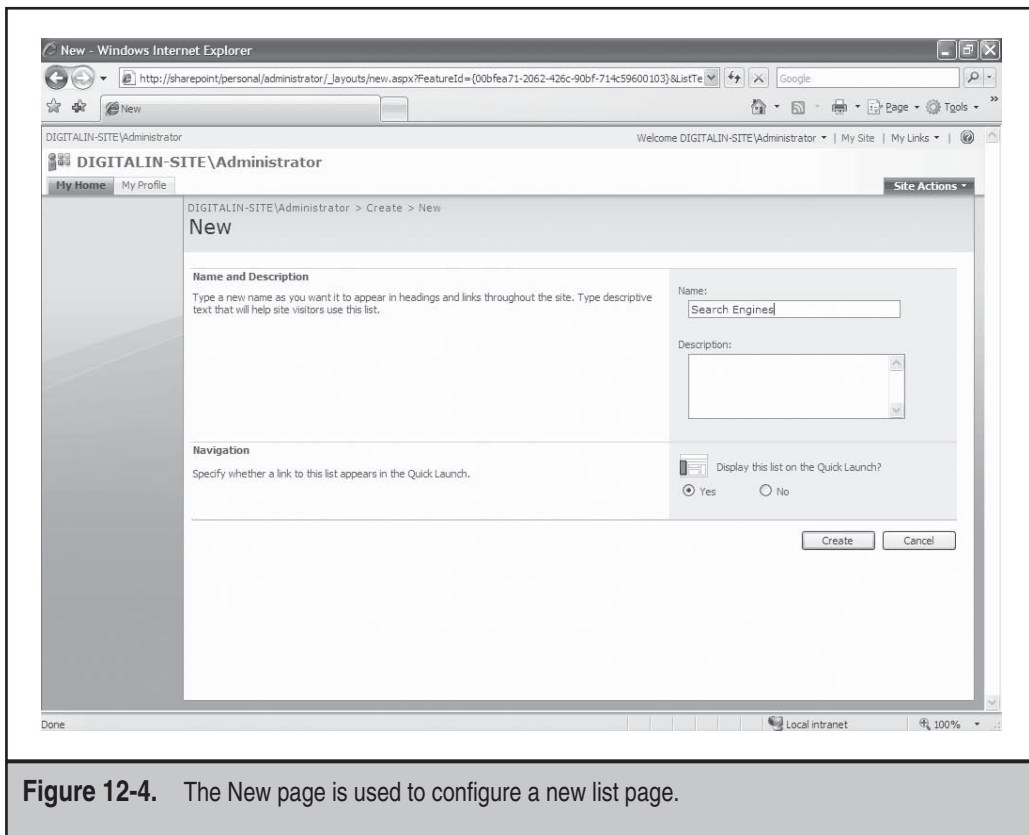 New - Windows Internet Explorer
http://sharepoint/personal/administrator/_layouts/new.aspx?FeatureId={00bfea71-2062-426c-90bf-714c59600103}&ListTe
Google
New
Page
Tools
DIGITALIN-SITE\Administrator
Welcome DIGITALIN-SITE\Administrator | My Site | My Links |
DIGITALIN-SITE\Administrator
My Home My Profile
Site Actions
DIGITALIN-SITE\Administrator > Create > New
New
Name and Description
Type a new name as you want it to appear in headings and links throughout the site. Type descriptive
text that will help site visitors use this list.
Name:
Search Engines
Description:
Navigation
Specify whether a link to this list appears in the Quick Launch.
Display this list on the Quick Launch?
Yes No
Create Cancel
Done
Local intranet
100%
Figure 12-4. The New page is used to configure a new list page.